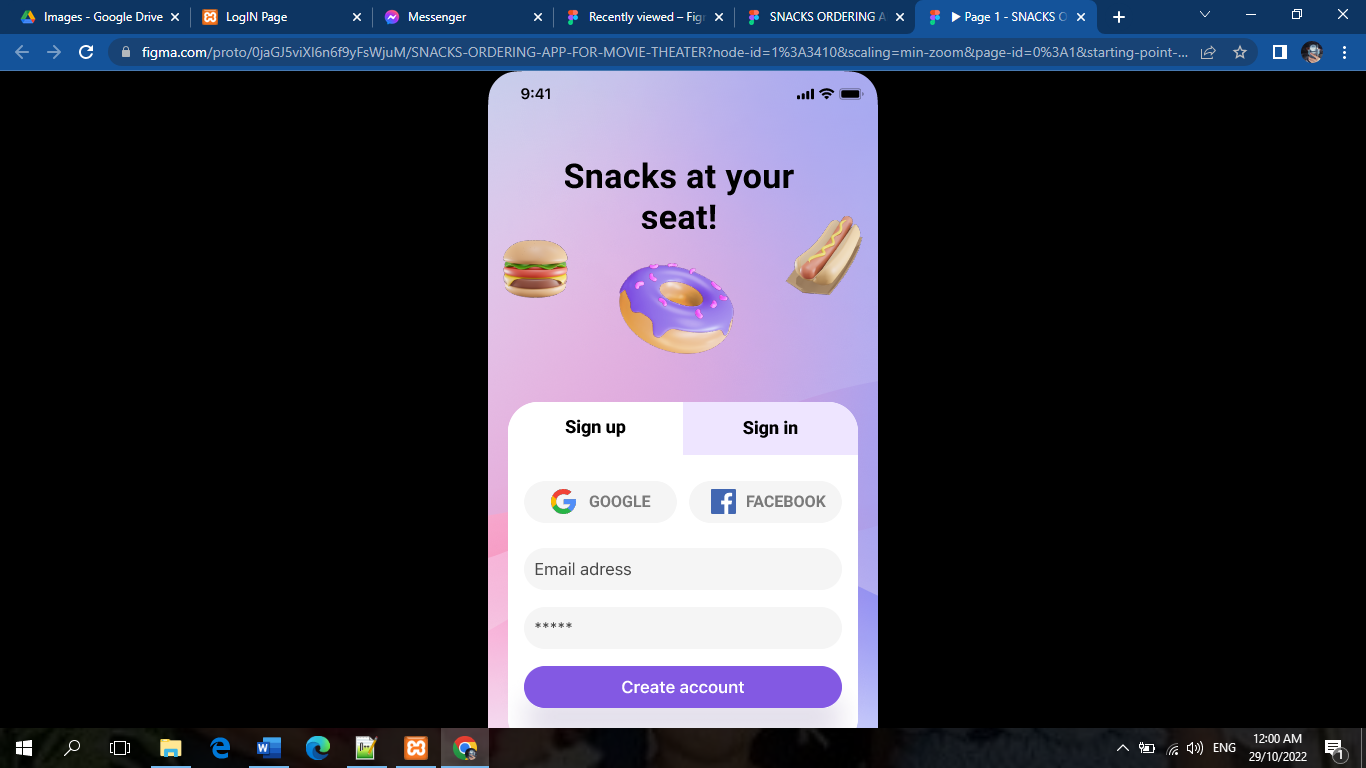 Images - Google Drive
LogIN Page
Messenger
Recently viewed – Fig
SNACKS ORDERING A
▶ Page 1 - SNACKS O
figma.com/proto/0jaGJ5viXl6n6f9yFsWjuM/SNACKS-ORDERING-APP-FOR-MOVIE-THEATER?node-id=1%3A3410&scaling=min-zoom&page-id=0%3A1&starting-point-...
9:41
Snacks at your
seat!
Sign up
Sign in
GOOGLE
FACEBOOK
Email adress
*****
Create account
ENG
12:00 AM
29/10/2022
1